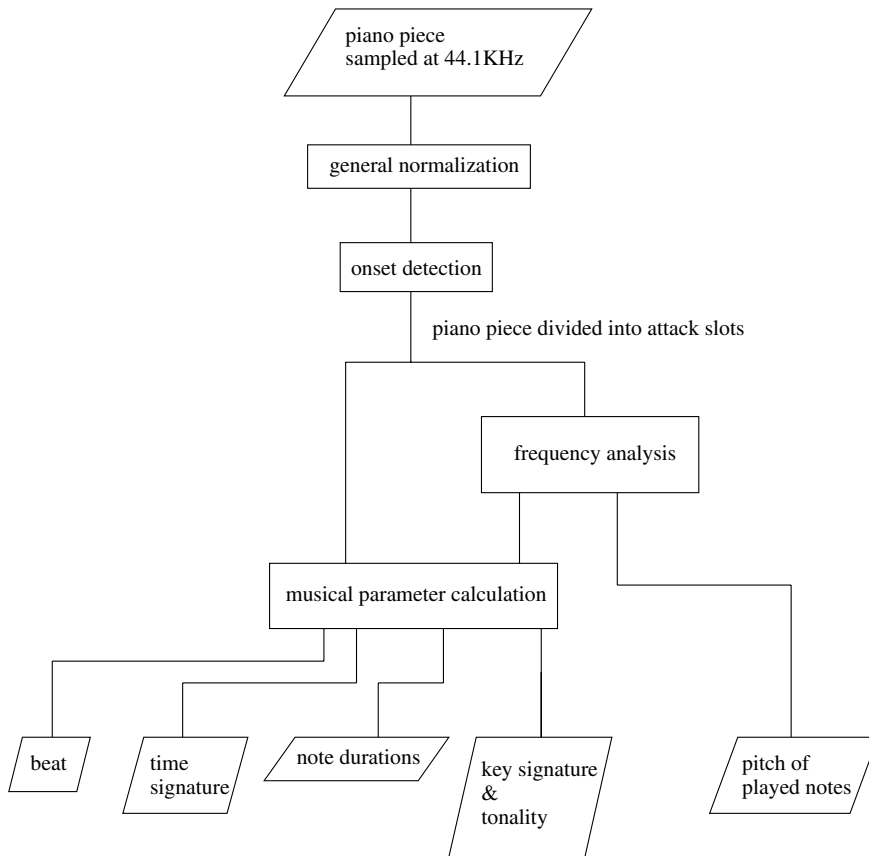 piano piece
sampled at 44.1KHz
general normalization
onset detection
piano piece divided into attack slots
frequency analysis
musical parameter calculation
beat
time
signature
note durations
key signature
&
tonality
pitch of
played notes